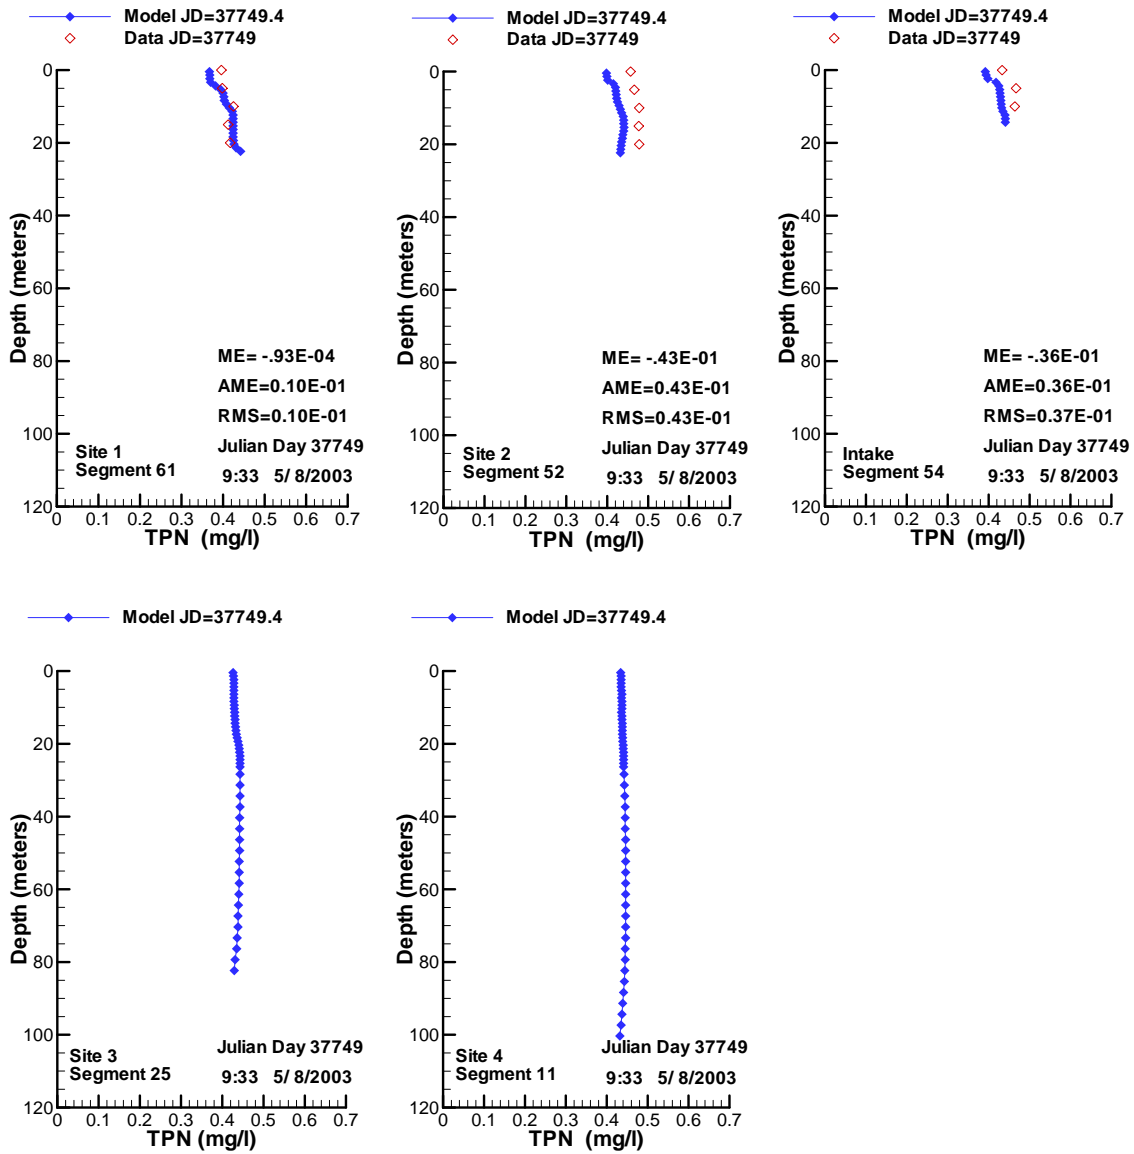 Model JD=37749.4
Data JD=37749
0
20
40
60
80
100
120
Depth (meters)
ME= -.93E-04
AME=0.10E-01
RMS=0.10E-01
Julian Day 37749
9:33 5/ 8/2003
Site 1
Segment 61
0 0.1 0.2 0.3 0.4 0.5 0.6 0.7
TPN (mg/l)
Model JD=37749.4
Data JD=37749
0
20
40
60
80
100
120
Depth (meters)
ME= -.43E-01
AME=0.43E-01
RMS=0.43E-01
Julian Day 37749
9:33 5/ 8/2003
Site 2
Segment 52
0 0.1 0.2 0.3 0.4 0.5 0.6 0.7
TPN (mg/l)
Model JD=37749.4
Data JD=37749
0
20
40
60
80
100
120
Depth (meters)
ME= -.36E-01
AME=0.36E-01
RMS=0.37E-01
Julian Day 37749
9:33 5/ 8/2003
Intake
Segment 54
0 0.1 0.2 0.3 0.4 0.5 0.6 0.7
TPN (mg/l)
Model JD=37749.4
0
20
40
60
80
100
120
Depth (meters)
Julian Day 37749
9:33 5/ 8/2003
Site 3
Segment 25
0 0.1 0.2 0.3 0.4 0.5 0.6 0.7
TPN (mg/l)
Model JD=37749.4
0
20
40
60
80
100
120
Depth (meters)
Julian Day 37749
9:33 5/ 8/2003
Site 4
Segment 11
0 0.1 0.2 0.3 0.4 0.5 0.6 0.7
TPN (mg/l)